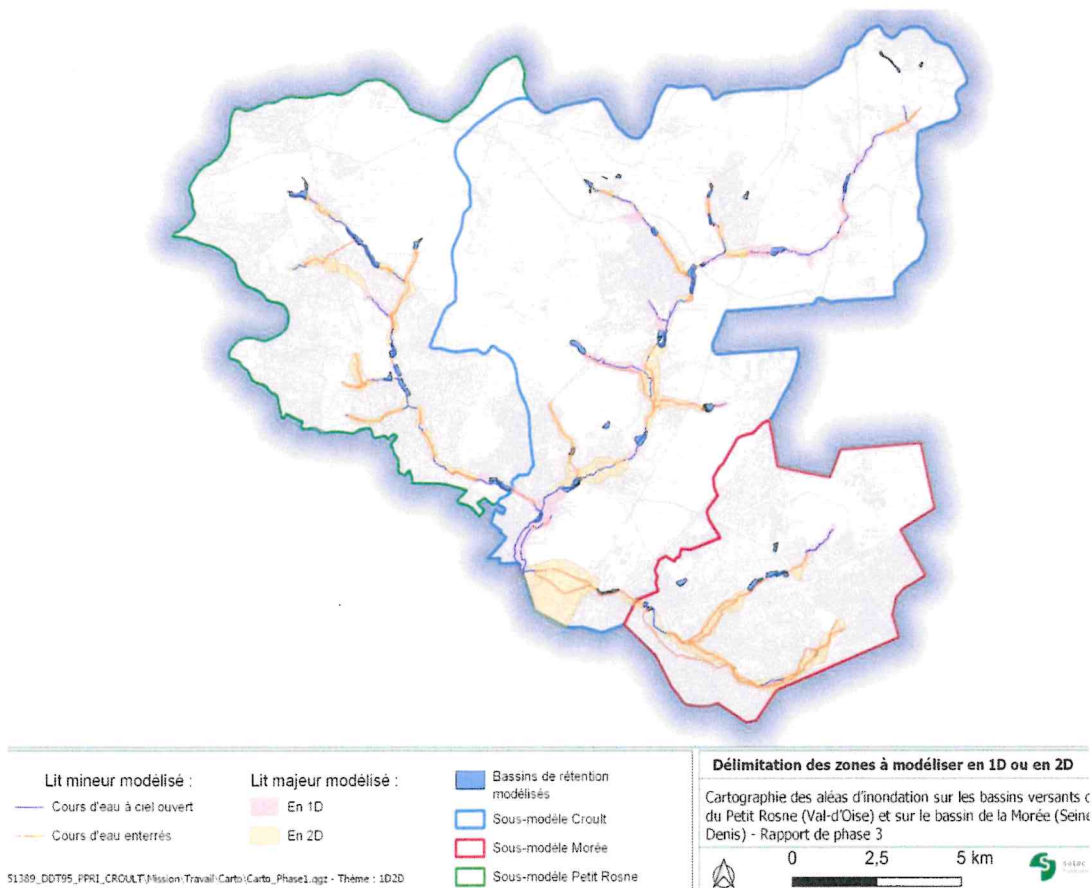 Lit mineur modélisé :
Cours d'eau à ciel ouvert
Cours d'eau enterrés
Lit majeur modélisé :
En 1D
En 2D
Bassins de rétention
modélisés
Sous-modèle Croult
Sous-modèle Morée
Sous-modèle Petit Rosne
S1389_DDT95_PPRI_CROULT\Mission\Travail\Carto\Carto_Phase1.qgz - Thème : 1D2D
Délimitation des zones à modéliser en 1D ou en 2D
Cartographie des aléas d'inondation sur les bassins versants
du Petit Rosne (Val-d'Oise) et sur le bassin de la Morée (Seine
Denis) - Rapport de phase 3
0 2,5 5 km